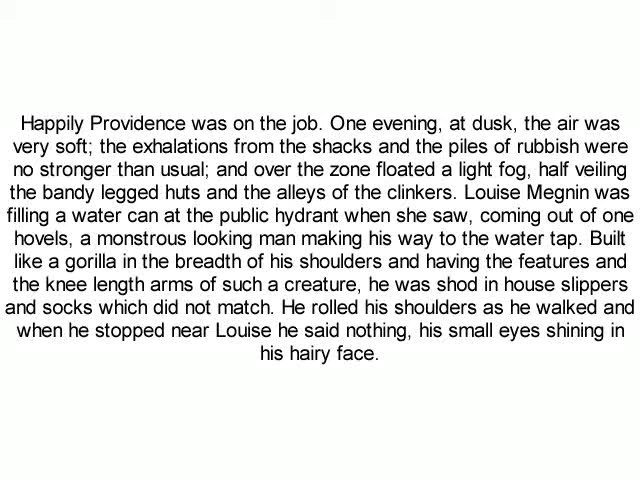 Happily Providence was on the job. One evening, at dusk, the air was
very soft; the exhalations from the shacks and the piles of rubbish were
no stronger than usual; and over the zone floated a light fog, half veiling
the bandy legged huts and the alleys of the clinkers. Louise Megnin was
filling a water can at the public hydrant when she saw, coming out of one
hovels, a monstrous looking man making his way to the water tap. Built
like a gorilla in the breadth of his shoulders and having the features and
the knee length arms of such a creature, he was shod in house slippers
and socks which did not match. He rolled his shoulders as he walked and
when he stopped near Louise he said nothing, his small eyes shining in
his hairy face.